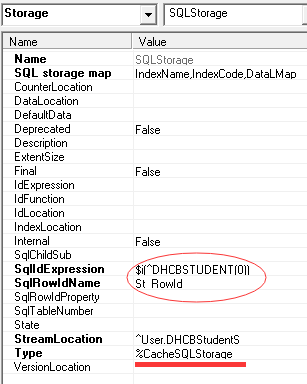 Storage SQLStorage
Name Value
Name SQLStorage
SQL storage map IndexName,IndexCode,DataLMap
CounterLocation
DataLocation
DefaultData
Deprecated False
Description
ExtentSize
Final False
IdExpression
IdFunction
IdLocation
IndexLocation
Internal False
SqlChildSub
SqlIdExpression $i(^DHCBSTUDENT(0))
SqlRowIdName St_RowId
SqlRowIdProperty
SqlTableNumber
State
StreamLocation ^User.DHCBStudentS
Type %CacheSQLStorage
VersionLocation